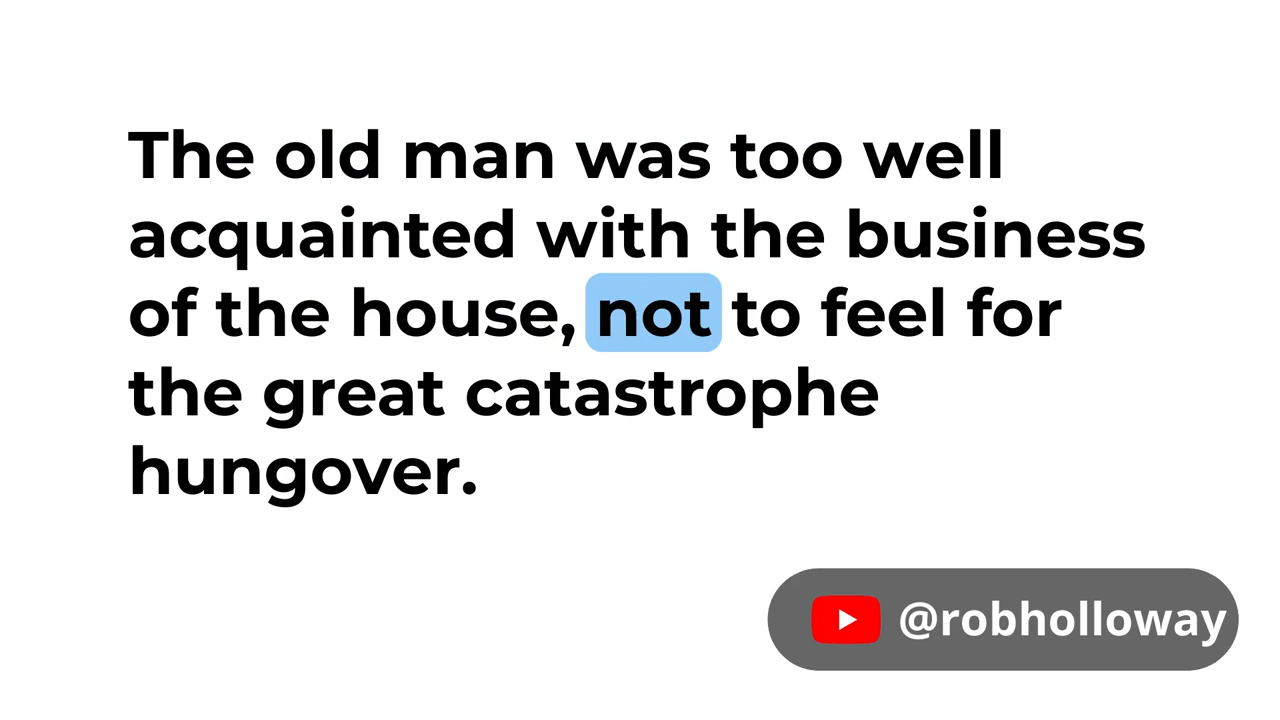 The old man was too well
acquainted with the business
of the house, not to feel for
the great catastrophe
hungover.
@robholloway